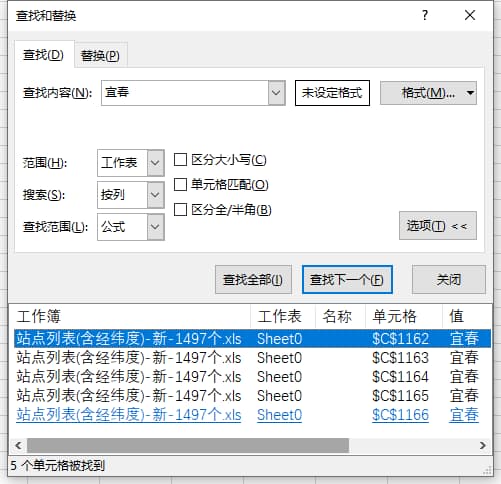 查找和替换 ? ×
查找(D) 替换(P)
查找内容(N): 宜春 未设定格式 格式(M)...
范围(H): 工作表 区分大小写(C)
搜索(S): 按列 单元格匹配(O)
查找范围(L): 公式 区分全/半角(B)
选项(T) <<
查找全部(I) 查找下一个(F) 关闭
工作簿 工作表 名称 单元格 值
站点列表(含经纬度)-新-1497个.xls Sheet0 $C$1162 宜春
站点列表(含经纬度)-新-1497个.xls Sheet0 $C$1163 宜春
站点列表(含经纬度)-新-1497个.xls Sheet0 $C$1164 宜春
站点列表(含经纬度)-新-1497个.xls Sheet0 $C$1165 宜春
站点列表(含经纬度)-新-1497个.xls Sheet0 $C$1166 宜春
5 个单元格被找到